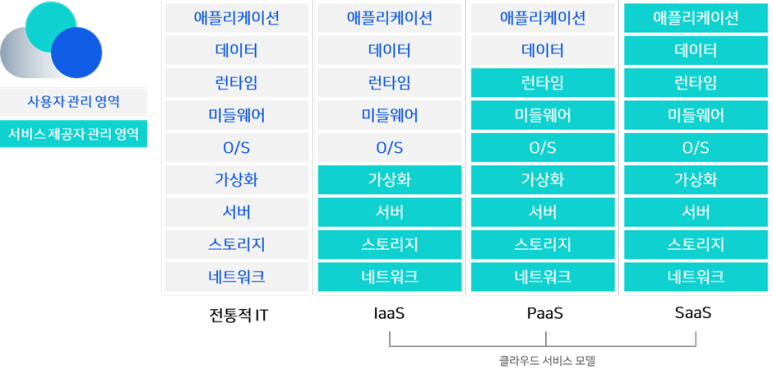 사용자 관리 영역
서비스 제공자 관리 영역
애플리케이션 애플리케이션 애플리케이션 애플리케이션
데이터 데이터 데이터 데이터
런타임 런타임 런타임 런타임
미들웨어 미들웨어 미들웨어 미들웨어
O/S O/S O/S O/S
가상화 가상화 가상화 가상화
서버 서버 서버 서버
스토리지 스토리지 스토리지 스토리지
네트워크 네트워크 네트워크 네트워크
전통적 IT IaaS PaaS SaaS
클라우드 서비스 모델